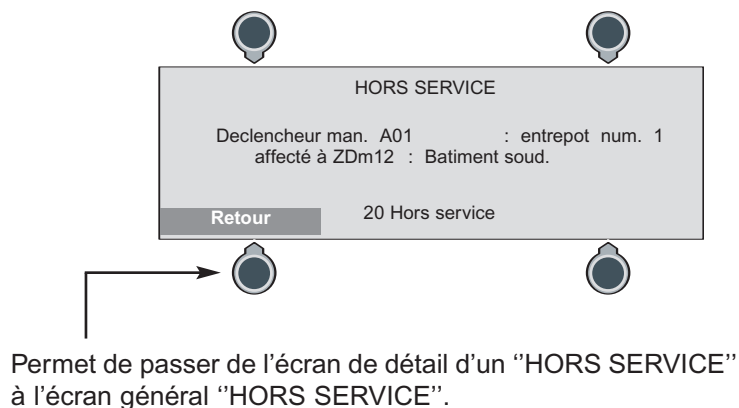 HORS SERVICE
Declencheur man. A01 : entrepot num. 1
affecté à ZDm12 : Batiment soud.
Retour 20 Hors service
Permet de passer de l’écran de détail d’un ‘’HORS SERVICE’’
à l’écran général ‘’HORS SERVICE’’.